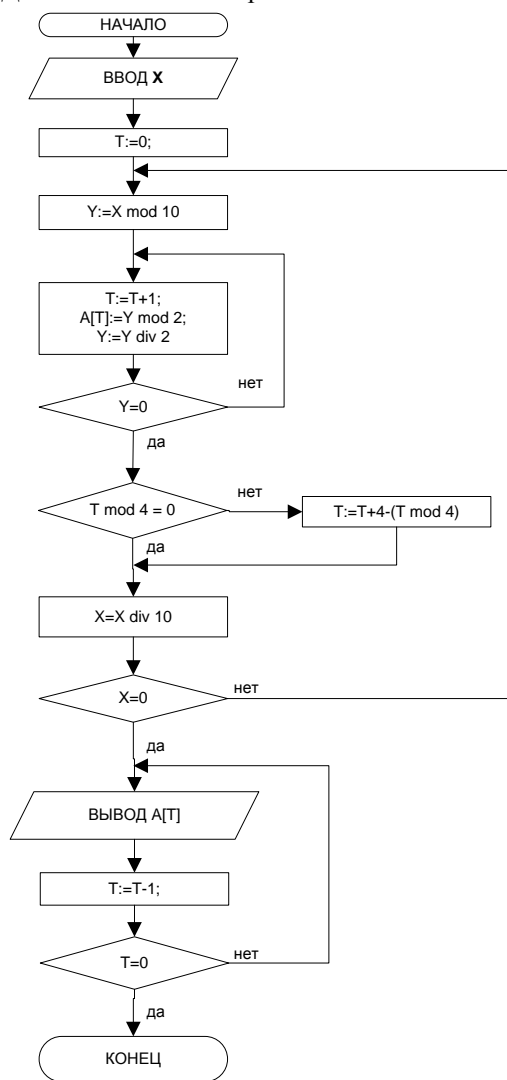 НАЧАЛО
ВВОД X
T:=0;
Y:=X mod 10
T:=T+1;
A[T]:=Y mod 2;
Y:=Y div 2
нет
Y=0
да
нет
T mod 4 = 0
T:=T+4-(T mod 4)
да
X=X div 10
X=0
нет
да
ВЫВОД A[T]
T:=T-1;
T=0
нет
да
КОНЕЦ